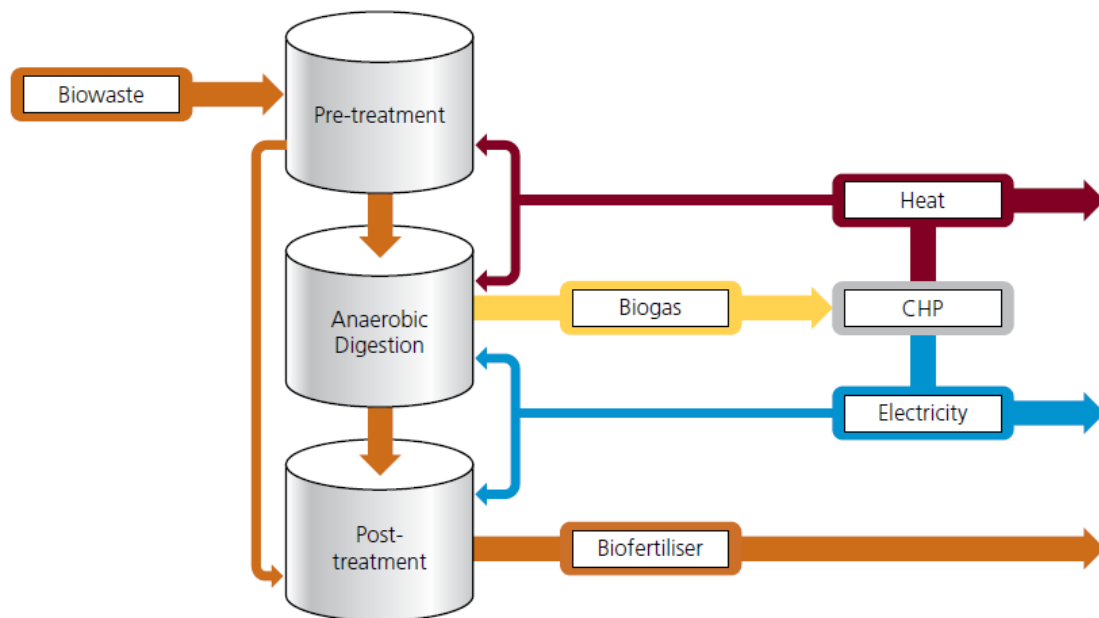 Biowaste
Pre-treatment
Heat
Anaerobic
Digestion
Biogas
CHP
Electricity
Post-
treatment
Biofertiliser